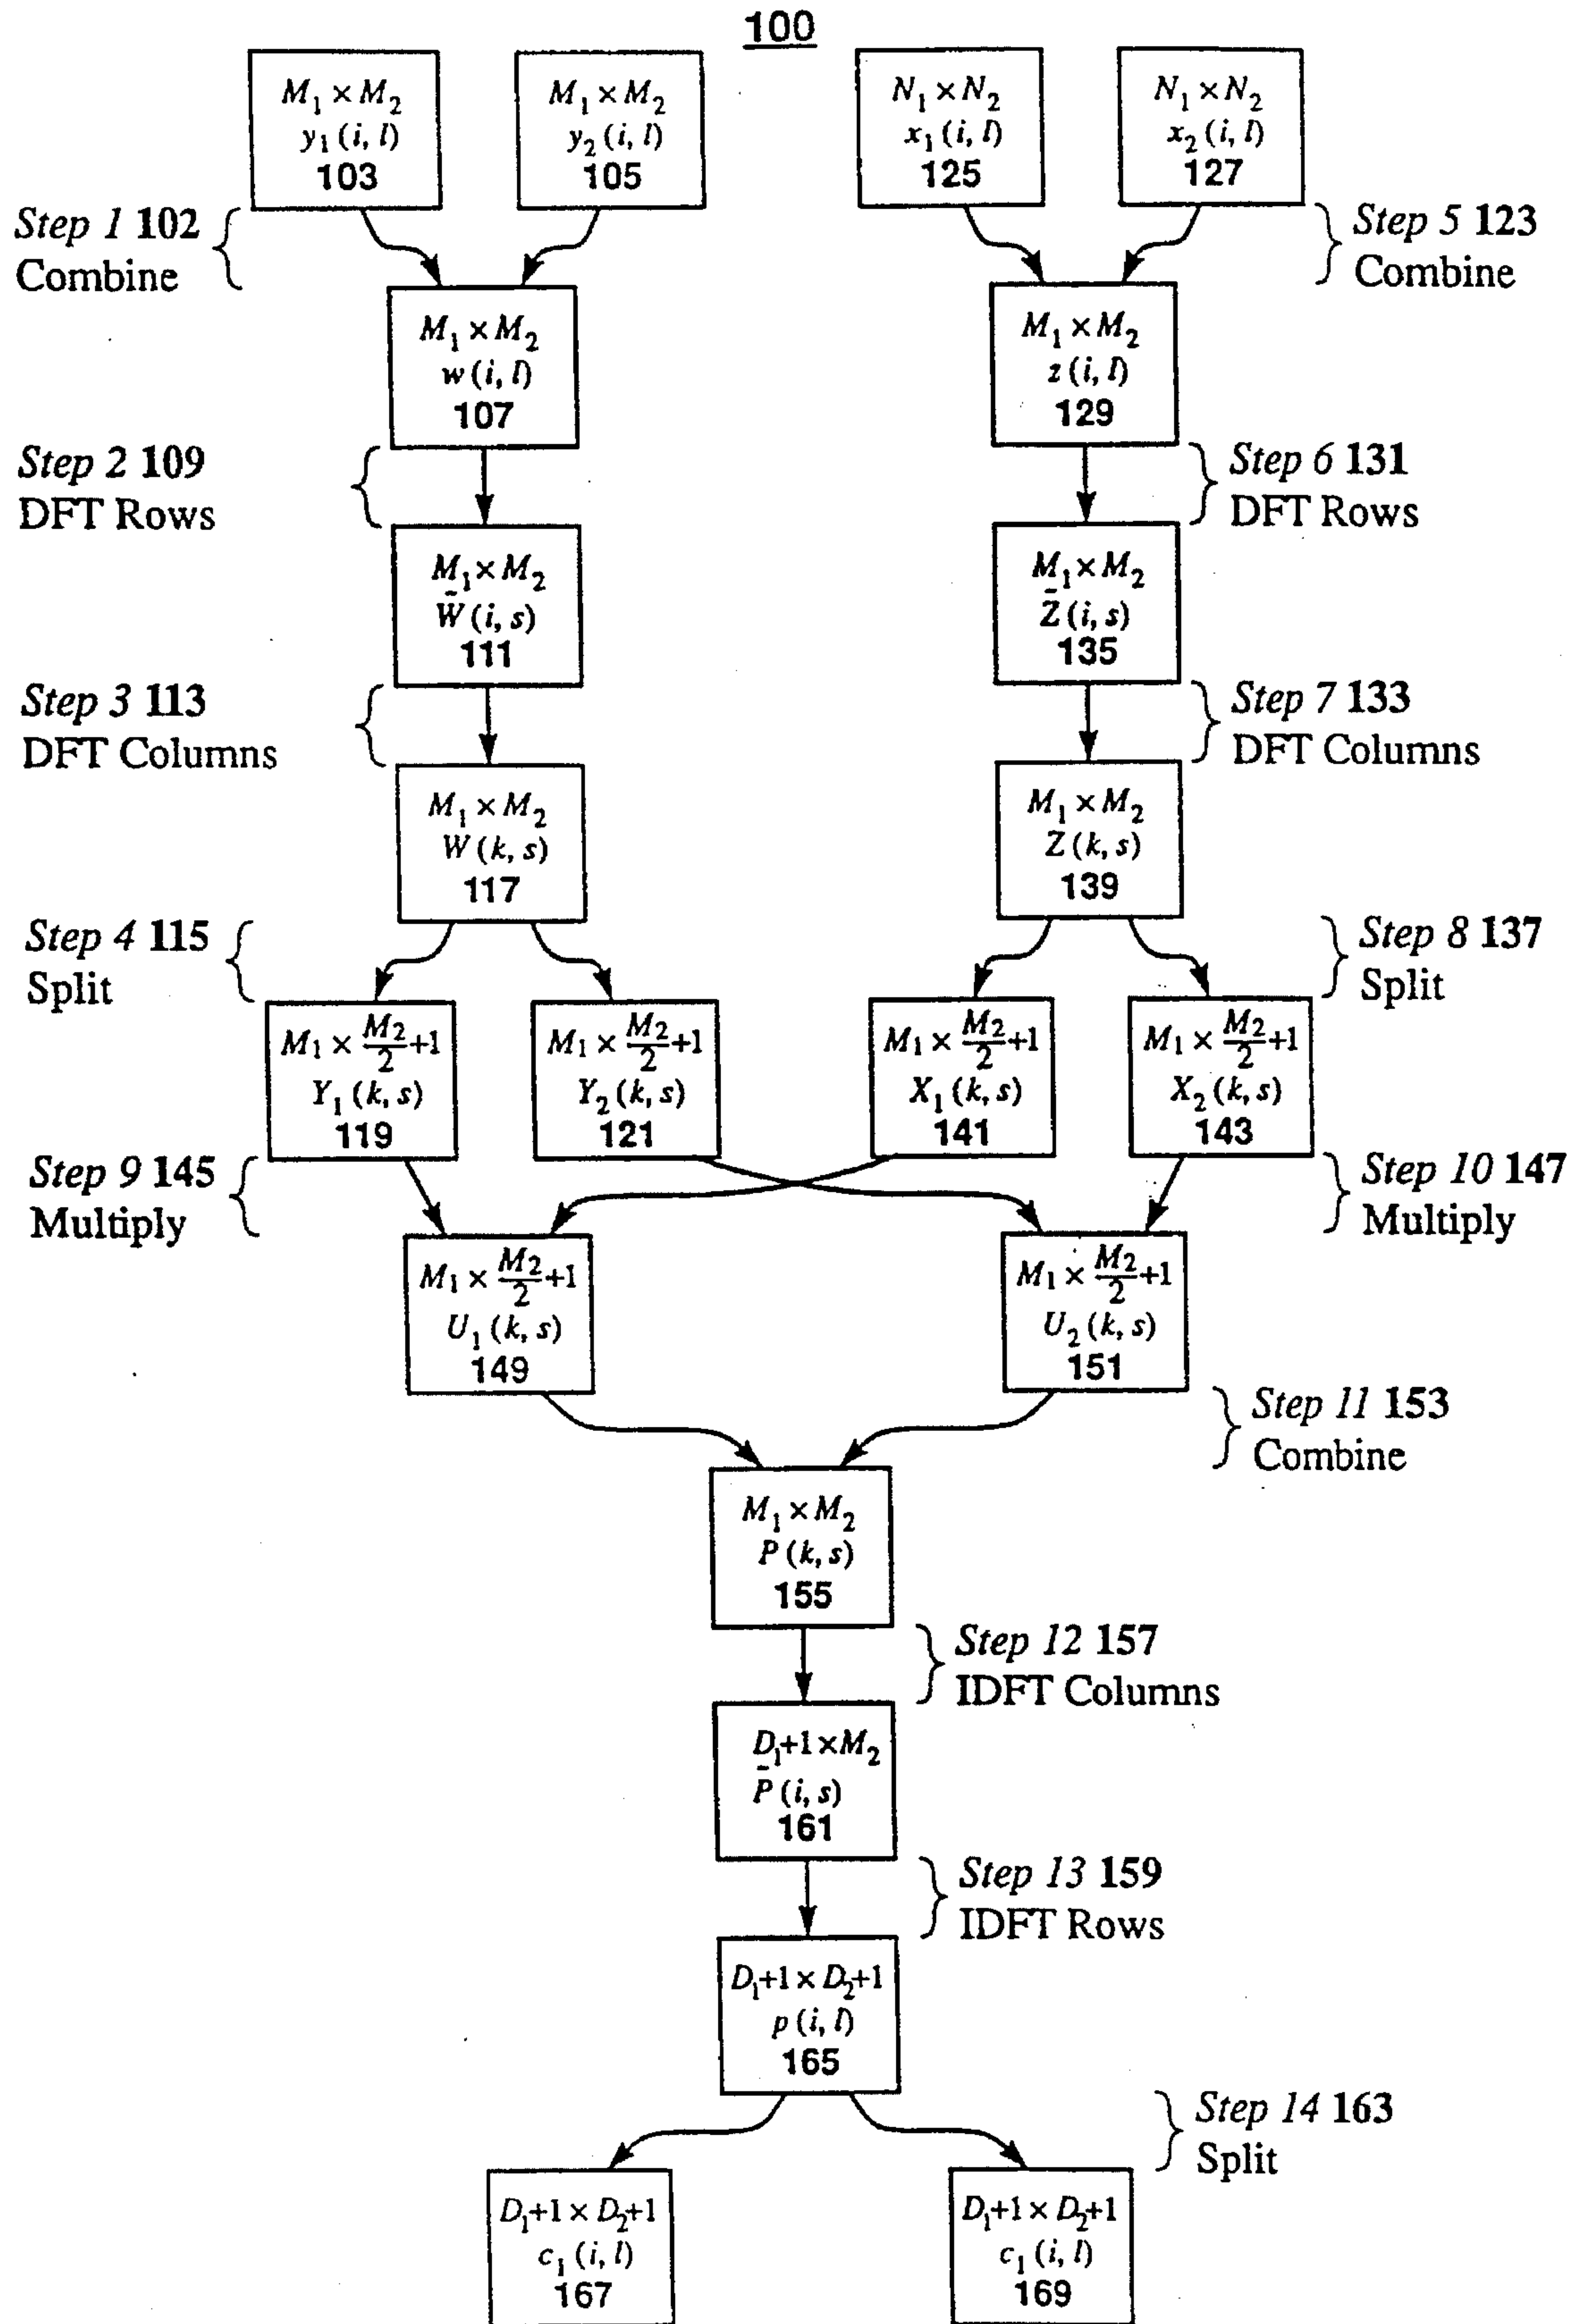 100
M₁ × M₂
y₁ (i, l)
103
M₁ × M₂
y₂ (i, l)
105
N₁ × N₂
x₁ (i, l)
125
N₁ × N₂
x₂ (i, l)
127
Step 1 102
Combine
Step 5 123
Combine
M₁ × M₂
w (i, l)
107
M₁ × M₂
z (i, l)
129
Step 2 109
DFT Rows
Step 6 131
DFT Rows
M₁ × M₂
W̄ (i, s)
111
M₁ × M₂
Z̄ (i, s)
135
Step 3 113
DFT Columns
Step 7 133
DFT Columns
M₁ × M₂
W (k, s)
117
M₁ × M₂
Z (k, s)
139
Step 4 115
Split
Step 8 137
Split
M₁ × M₂/2 +1
Y₁ (k, s)
119
M₁ × M₂/2 +1
Y₂ (k, s)
121
M₁ × M₂/2 +1
X₁ (k, s)
141
M₁ × M₂/2 +1
X₂ (k, s)
143
Step 9 145
Multiply
Step 10 147
Multiply
M₁ × M₂/2 +1
U₁ (k, s)
149
M₁ × M₂/2 +1
U₂ (k, s)
151
Step 11 153
Combine
M₁ × M₂
P (k, s)
155
Step 12 157
IDFT Columns
D₁+1 × M₂
P̄ (i, s)
161
Step 13 159
IDFT Rows
D₁+1 × D₂+1
p (i, l)
165
Step 14 163
Split
D₁+1 × D₂+1
c₁ (i, l)
167
D₁+1 × D₂+1
c₁ (i, l)
169